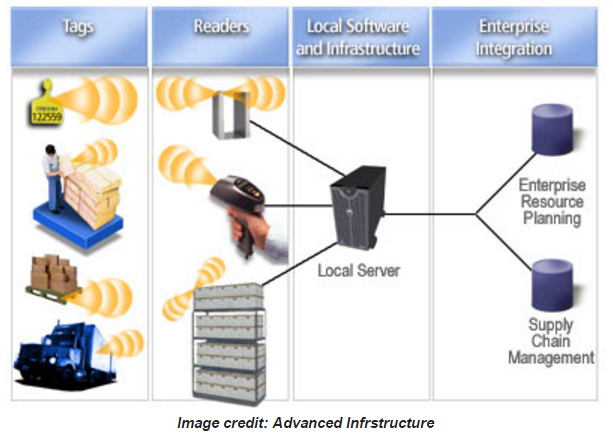 Tags
Readers
Local Software
and Infrastructure
Enterprise
Integration
122559
Local Server
Enterprise
Resource
Planning
Supply
Chain
Management
Image credit: Advanced Infrstructure